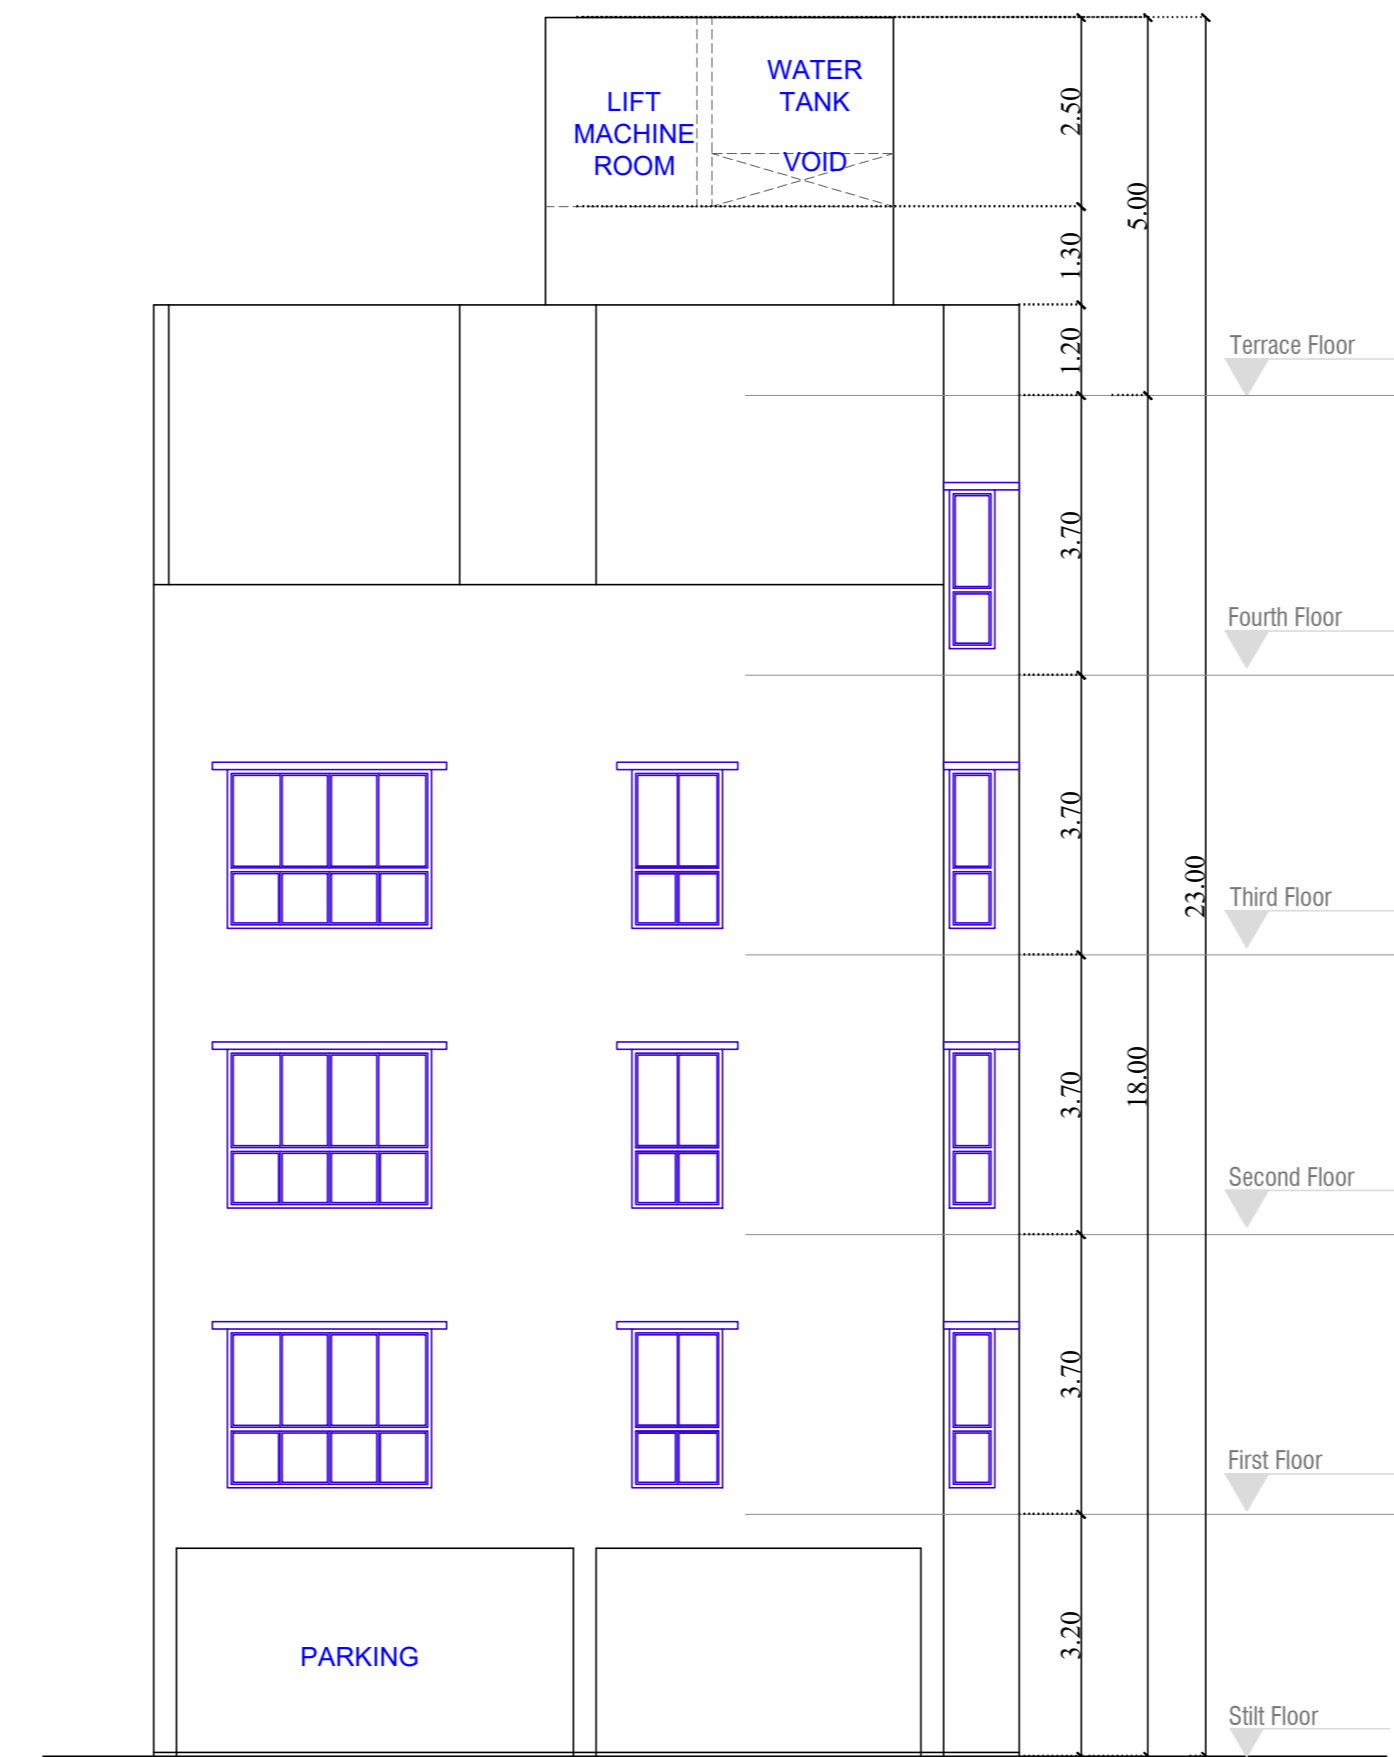 WATER
TANK
LIFT
MACHINE
ROOM
VOID
2.50
5.00
1.30
1.20
Terrace Floor
3.70
Fourth Floor
3.70
23.00
Third Floor
3.70
18.00
Second Floor
3.70
First Floor
3.20
PARKING
Stilt Floor